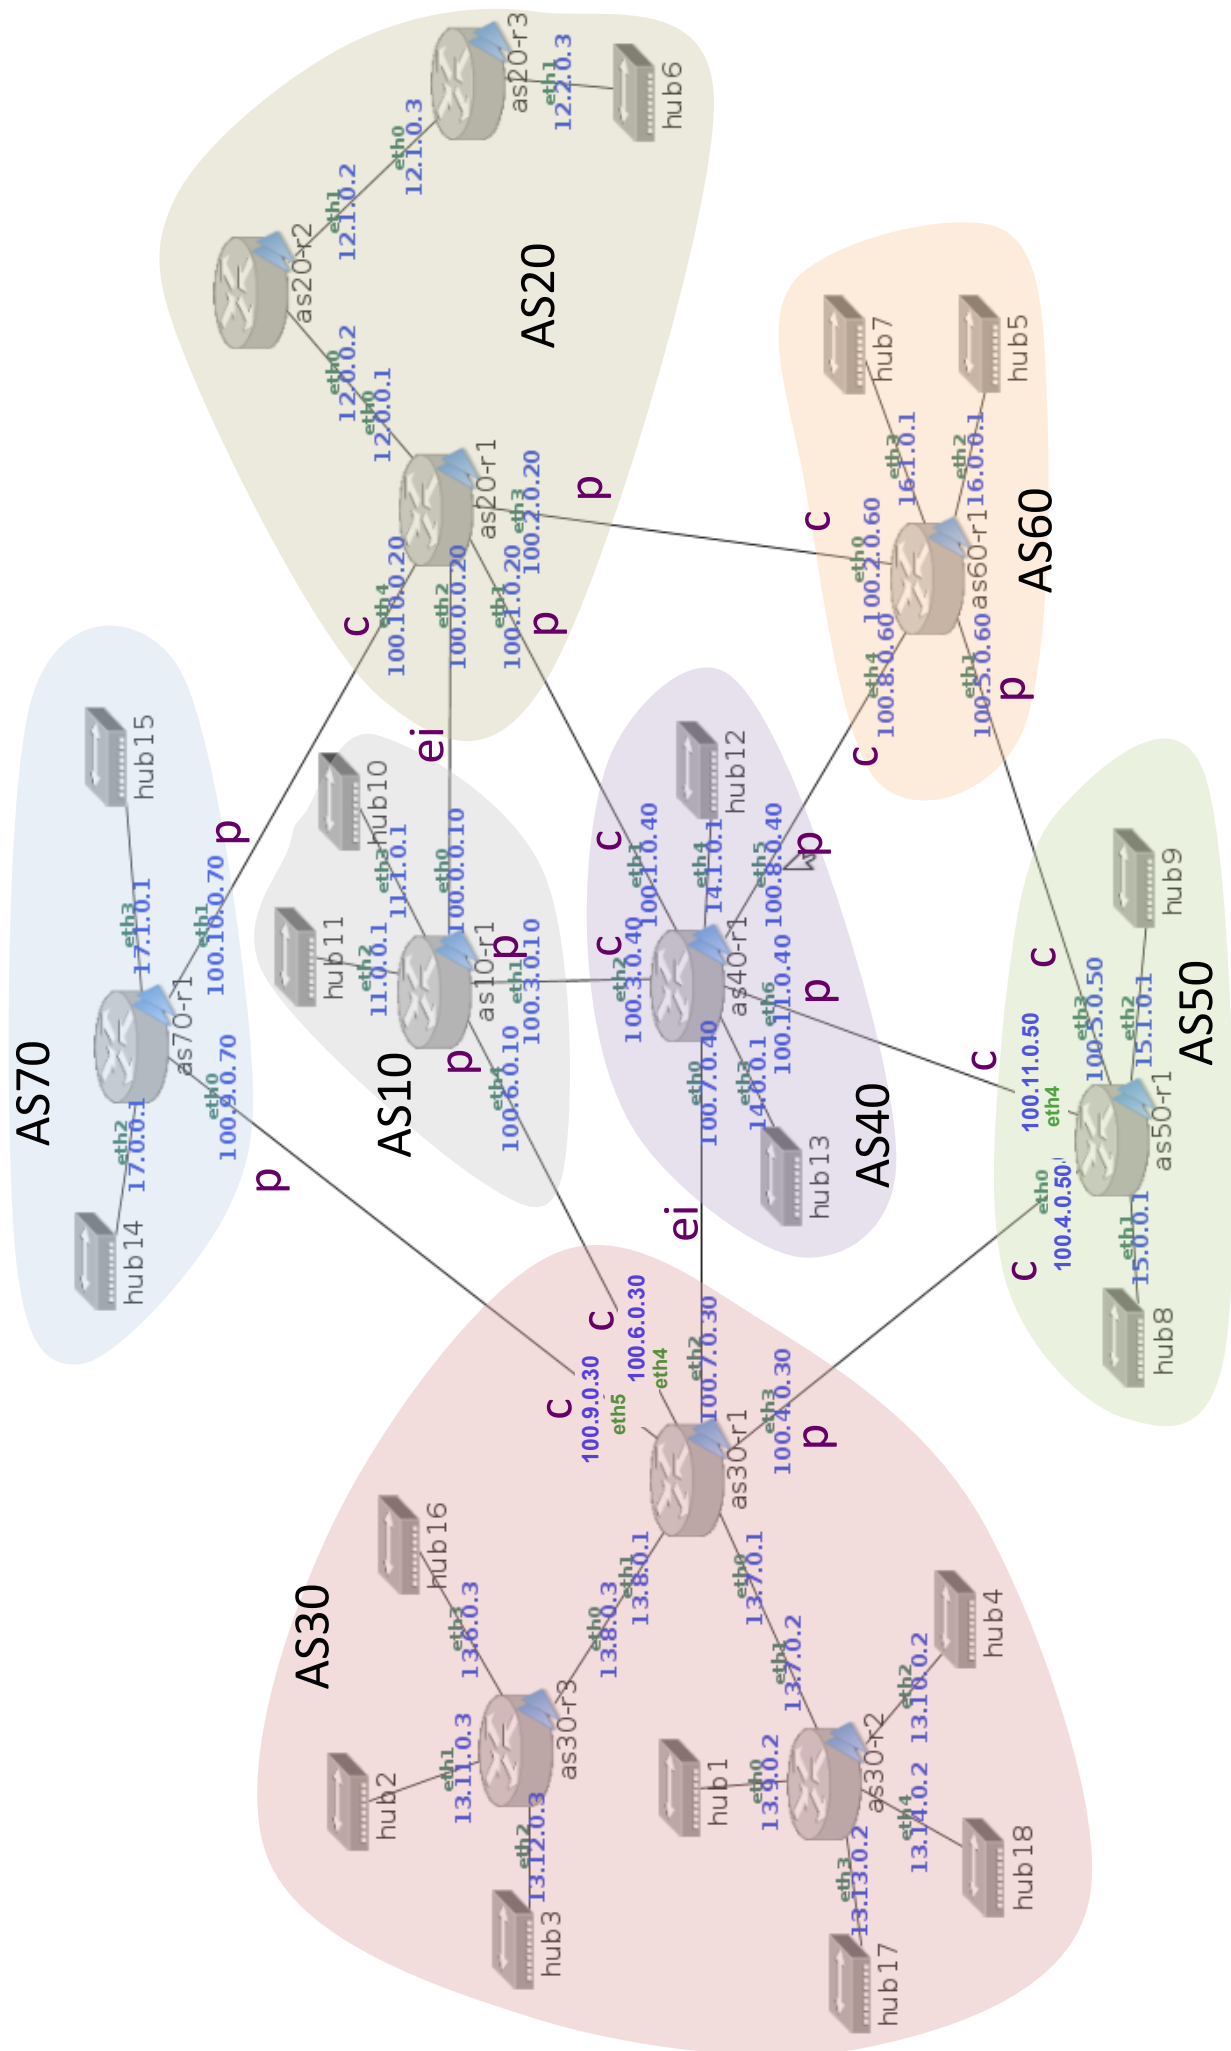 AS70
hub14
eth2
17.0.0.1
as70-r1
eth3
17.1.0.1
hub15
eth0
100.9.0.70
p
eth1
100.10.0.70
p
AS10
hub11
eth2
11.0.0.1
hub10
eth3
11.1.0.1
as10-r1
eth0
100.0.0.10
ei
eth1
100.3.0.10
p
eth4
100.6.0.10
p
AS20
as20-r1
eth4
100.10.0.20
c
eth2
100.0.0.20
eth1
100.1.0.20
p
eth3
100.2.0.20
p
eth0
12.0.0.1
eth0
12.0.0.2
as20-r2
eth1
12.1.0.2
eth0
12.1.0.3
as20-r3
eth1
12.2.0.3
hub6
AS30
hub16
eth3
13.6.0.3
hub2
eth1
13.11.0.3
hub3
eth2
13.12.0.3
as30-r3
eth0
13.8.0.3
eth1
13.8.0.1
as30-r1
c
100.9.0.30
eth5
c
100.6.0.30
eth4
eth2
100.7.0.30
ei
eth3
100.4.0.30
p
eth0
13.7.0.1
eth1
13.7.0.2
as30-r2
hub1
eth0
13.9.0.2
hub4
eth2
13.10.0.2
hub17
eth3
13.13.0.2
hub18
eth4
13.14.0.2
AS40
as40-r1
eth2
100.3.0.40
c
eth1
100.1.0.40
c
eth4
14.1.0.1
hub12
eth5
100.8.0.40
p
eth6
100.11.0.40
p
eth0
100.7.0.40
eth3
14.0.0.1
hub13
AS60
as60-r1
c
eth0
100.2.0.60
eth4
100.8.0.60
c
eth1
100.5.0.60
p
eth3
16.1.0.1
hub7
eth2
16.0.0.1
hub5
AS50
as50-r1
c
100.11.0.50
eth4
c
eth0
100.4.0.50
c
eth3
100.5.0.50
eth2
15.1.0.1
hub9
eth1
15.0.0.1
hub8